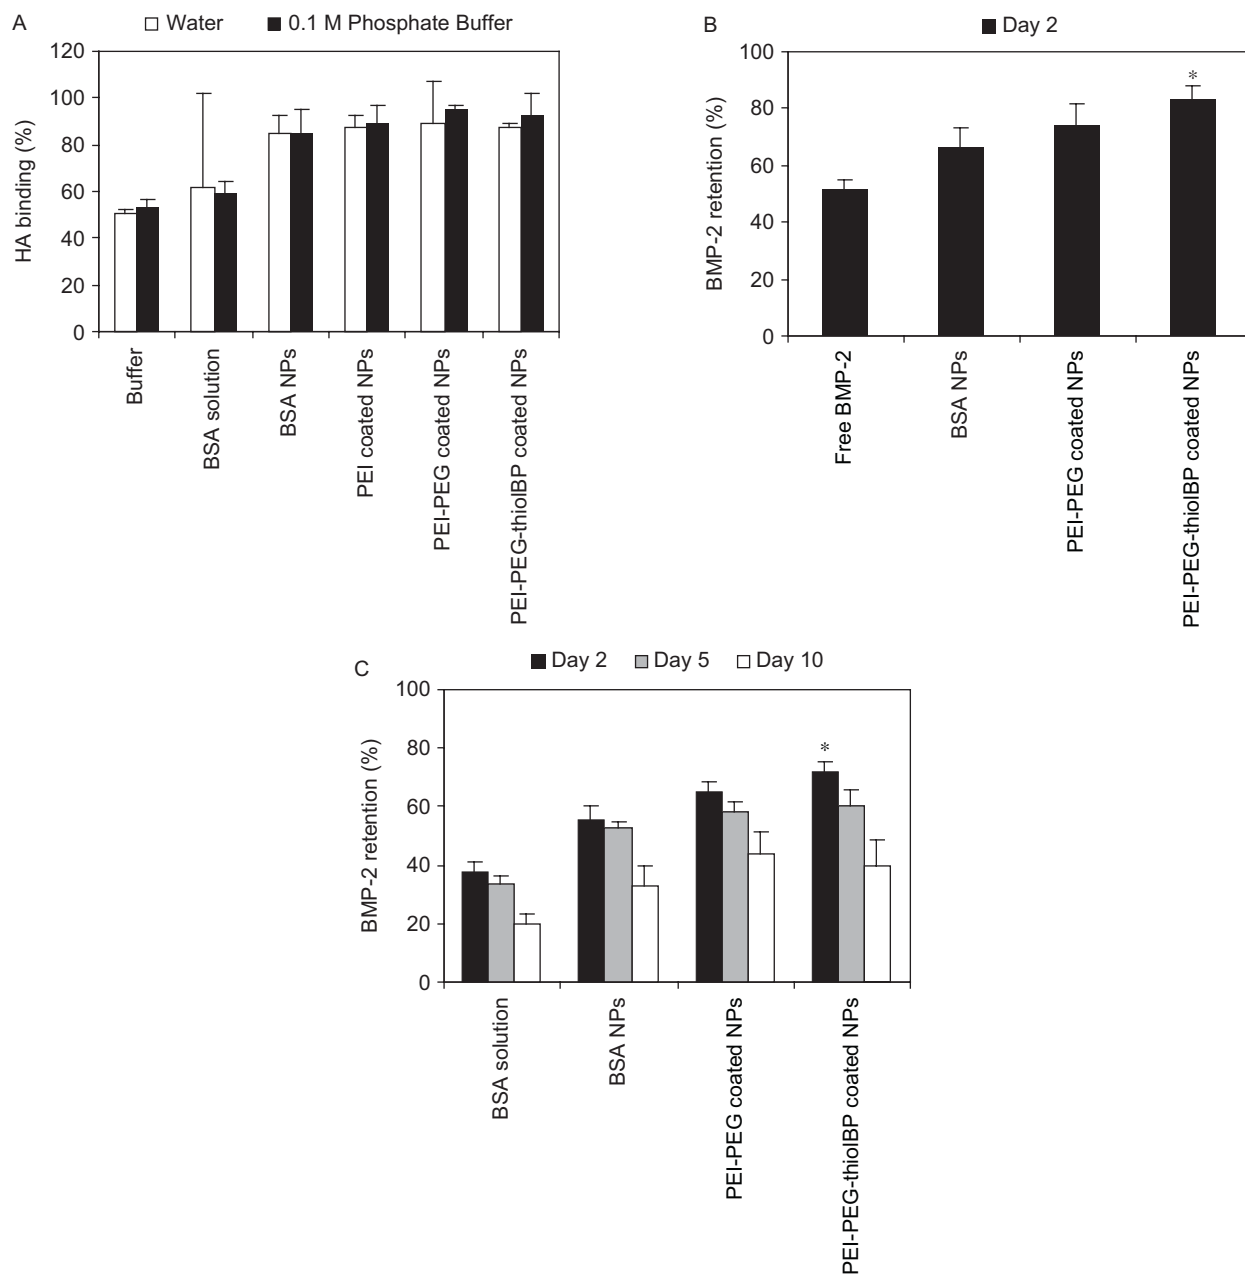 A
Water
0.1 M Phosphate Buffer
120
100
80
60
40
20
0
HA binding (%)
Buffer
BSA solution
BSA NPs
PEI coated NPs
PEI-PEG coated NPs
PEI-PEG-thiolBP coated NPs
B
Day 2
100
80
60
40
20
0
BMP-2 retention (%)
*
Free BMP-2
BSA NPs
PEI-PEG coated NPs
PEI-PEG-thiolBP coated NPs
C
Day 2
Day 5
Day 10
100
80
60
40
20
0
BMP-2 retention (%)
*
BSA solution
BSA NPs
PEI-PEG coated NPs
PEI-PEG-thiolBP coated NPs